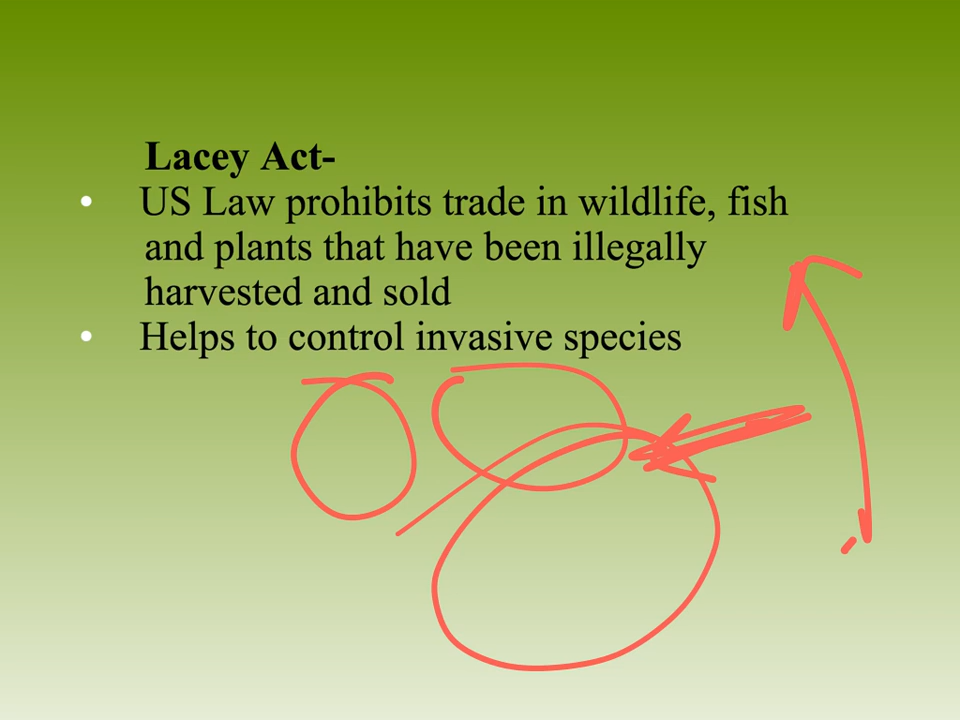 Lacey Act-
• US Law prohibits trade in wildlife, fish
and plants that have been illegally
harvested and sold
• Helps to control invasive species